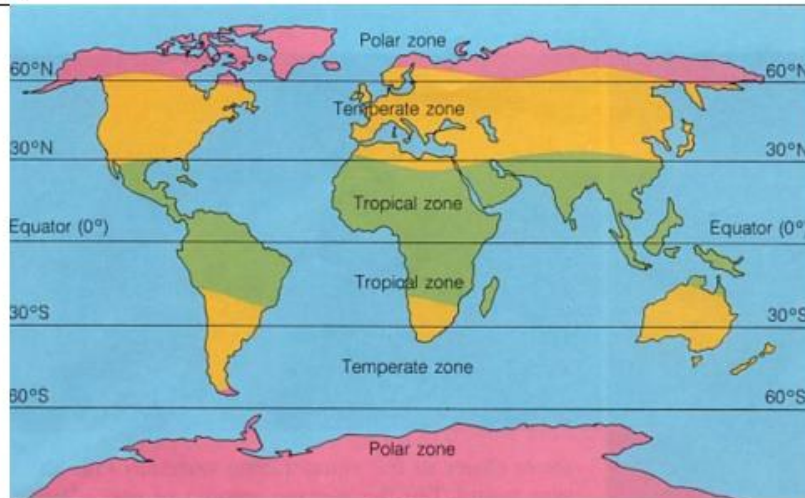 Polar zone
60°N 60°N
Temperate zone
30°N 30°N
Tropical zone
Equator (0°) Equator (0°)
Tropical zone
30°S 30°S
Temperate zone
60°S 60°S
Polar zone